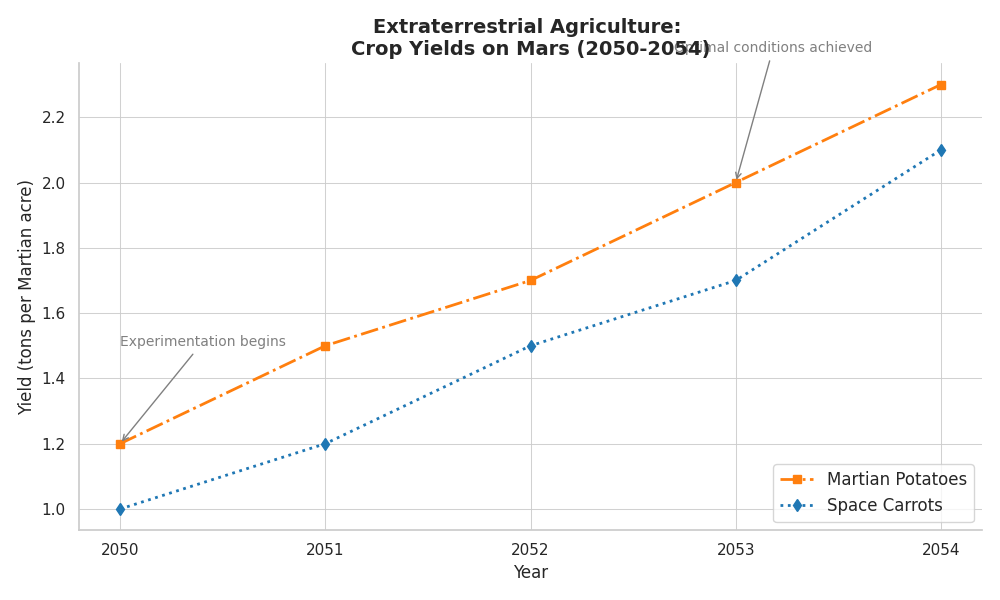 Extraterrestrial Agriculture:
Crop Yields on Mars (2050-2054)
Optimal conditions achieved
Experimentation begins
Yield (tons per Martian acre)
2.2
2.0
1.8
1.6
1.4
1.2
1.0
2050
2051
2052
2053
2054
Year
Martian Potatoes
Space Carrots